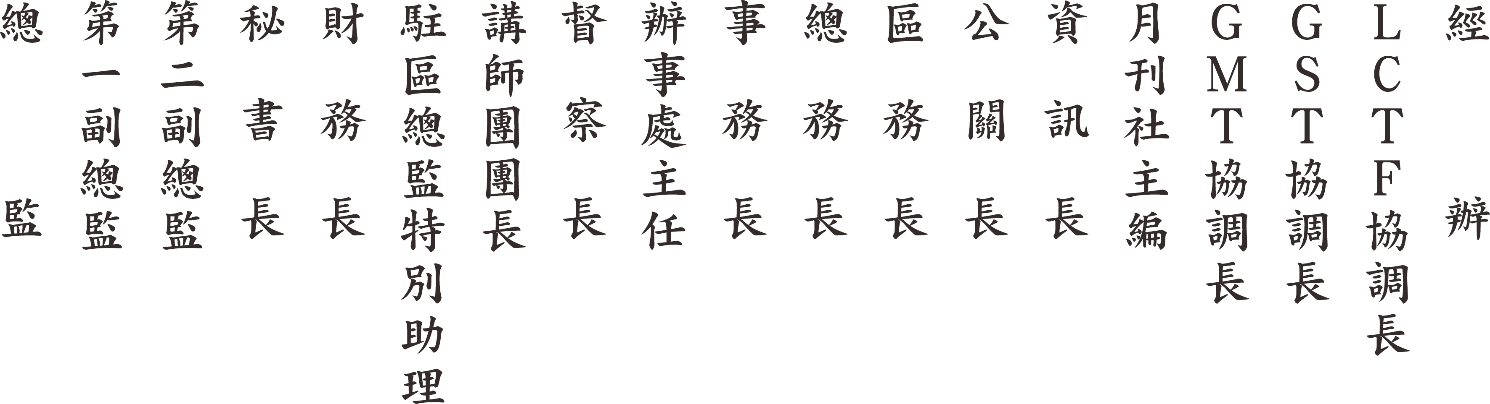 經辦
LCTF協調長
GST協調長
GMT協調長
月刊社主編
資訊長
公關長
區務長
總務長
事務長
辦事處主任
督察長
講師團團長
駐區總監特別助理
財務長
秘書長
第二副總監
第一副總監
總監